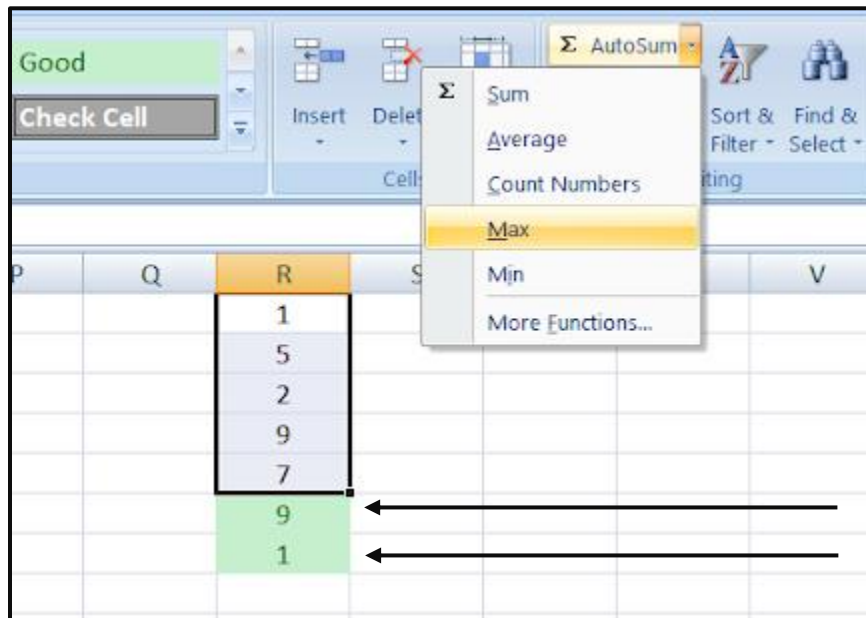 Good
Check Cell
Insert
Delet
Cells
Σ AutoSum
Sort &
Filter
Find &
Select
iting
Σ Sum
Average
Count Numbers
Max
Min
More Functions...
P Q R S V
1
5
2
9
7
9
1